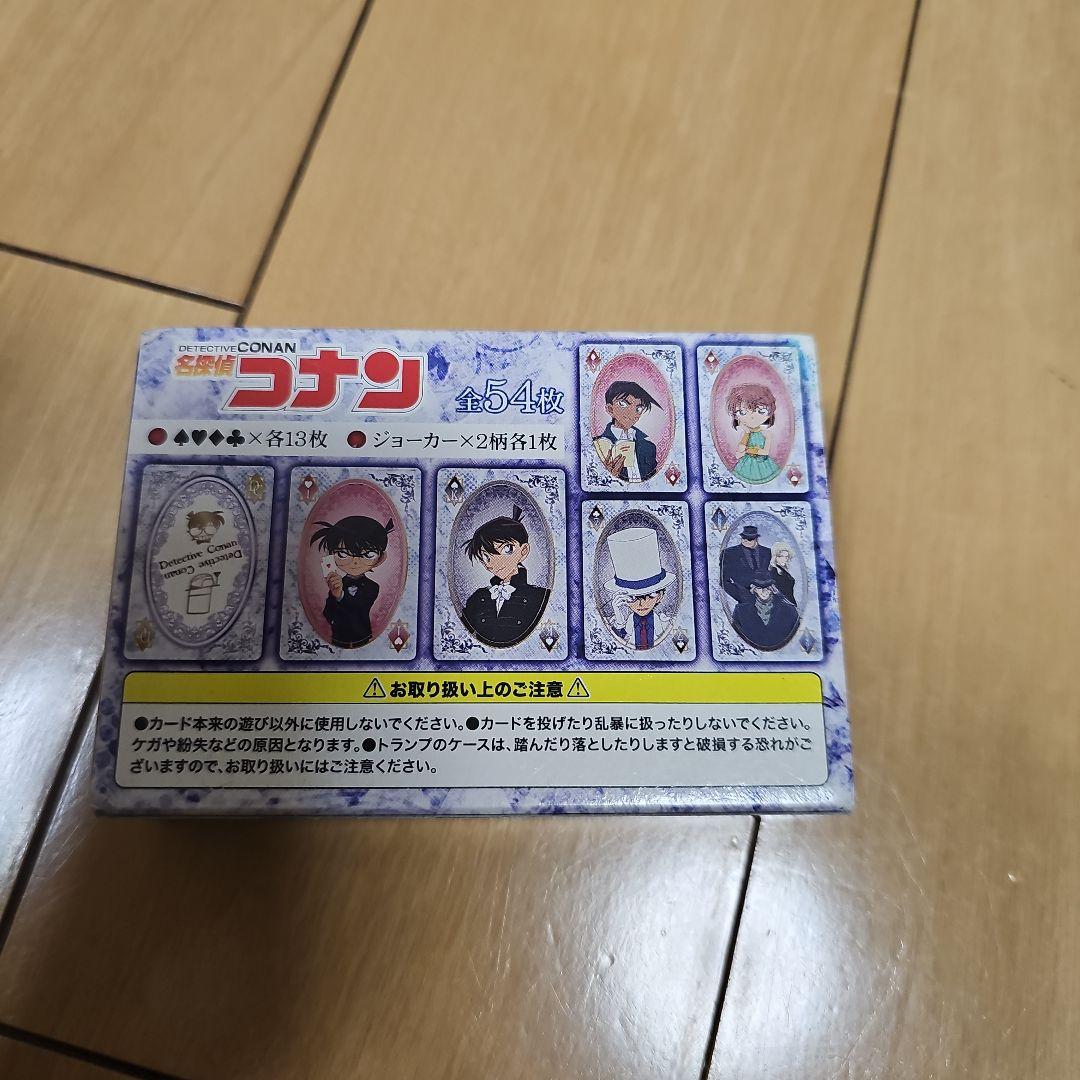 DETECTIVE CONAN
名探偵コナン
全54枚
●♠♥♦♣×各13枚 ●ジョーカー×2柄各1枚
Detective Conan
Detective Conan
⚠お取り扱い上のご注意⚠
●カード本来の遊び以外に使用しないでください。●カードを投げたり乱暴に扱ったりしないでください。
ケガや紛失などの原因となります。●トランプのケースは、踏んだり落としたりしますと破損する恐れがご
ざいますので、お取り扱いにはご注意ください。